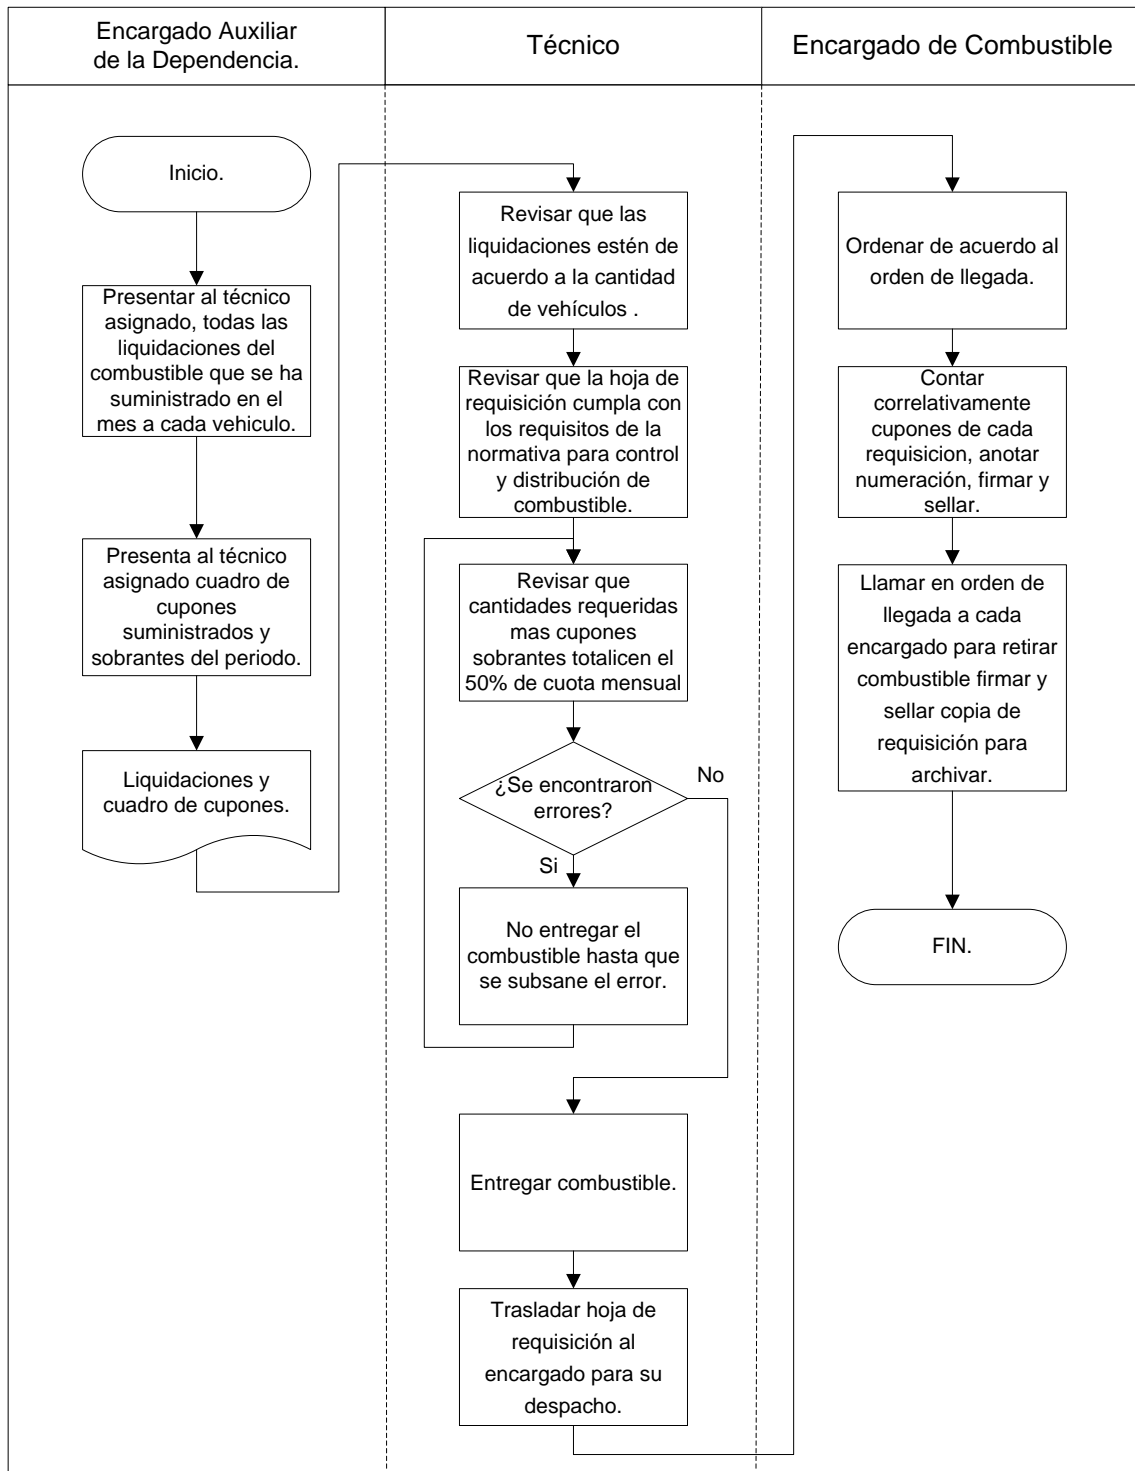 Encargado Auxiliar
de la Dependencia.
Técnico
Encargado de Combustible
Inicio.
Presentar al técnico
asignado, todas las
liquidaciones del
combustible que se ha
suministrado en el
mes a cada vehiculo.
Presenta al técnico
asignado cuadro de
cupones
suministrados y
sobrantes del periodo.
Liquidaciones y
cuadro de cupones.
Revisar que las
liquidaciones estén de
acuerdo a la cantidad
de vehículos .
Revisar que la hoja de
requisición cumpla con
los requisitos de la
normativa para control
y distribución de
combustible.
Revisar que
cantidades requeridas
mas cupones
sobrantes totalicen el
50% de cuota mensual
¿Se encontraron
errores?
No
Si
No entregar el
combustible hasta que
se subsane el error.
Entregar combustible.
Trasladar hoja de
requisición al
encargado para su
despacho.
Ordenar de acuerdo al
orden de llegada.
Contar
correlativamente
cupones de cada
requisicion, anotar
numeración, firmar y
sellar.
Llamar en orden de
llegada a cada
encargado para retirar
combustible firmar y
sellar copia de
requisición para
archivar.
FIN.